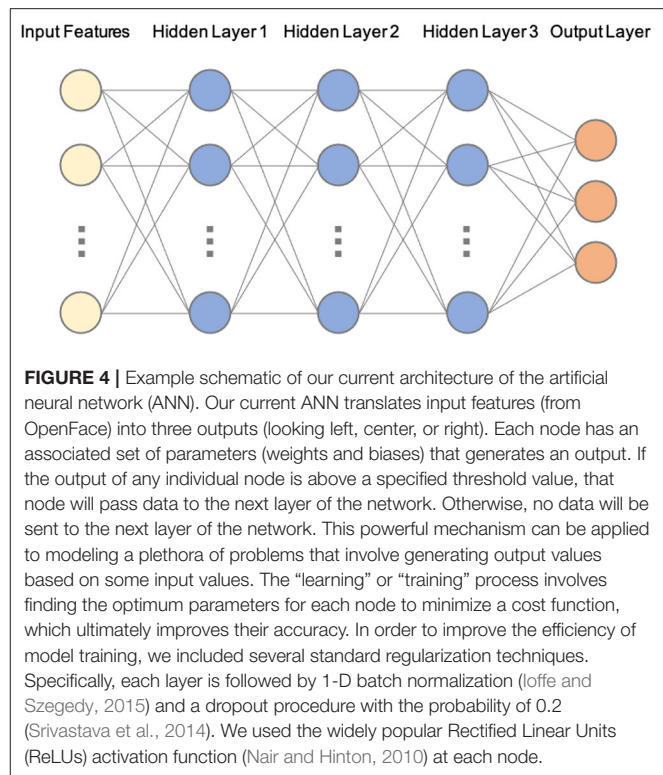 Input Features Hidden Layer 1 Hidden Layer 2 Hidden Layer 3 Output Layer
FIGURE 4 | Example schematic of our current architecture of the artificial
neural network (ANN). Our current ANN translates input features (from
OpenFace) into three outputs (looking left, center, or right). Each node has an
associated set of parameters (weights and biases) that generates an output. If
the output of any individual node is above a specified threshold value, that
node will pass data to the next layer of the network. Otherwise, no data will be
sent to the next layer of the network. This powerful mechanism can be applied
to modeling a plethora of problems that involve generating output values
based on some input values. The “learning” or “training” process involves
finding the optimum parameters for each node to minimize a cost function,
which ultimately improves their accuracy. In order to improve the efficiency of
model training, we included several standard regularization techniques.
Specifically, each layer is followed by 1-D batch normalization (Ioffe and
Szegedy, 2015) and a dropout procedure with the probability of 0.2
(Srivastava et al., 2014). We used the widely popular Rectified Linear Units
(ReLUs) activation function (Nair and Hinton, 2010) at each node.